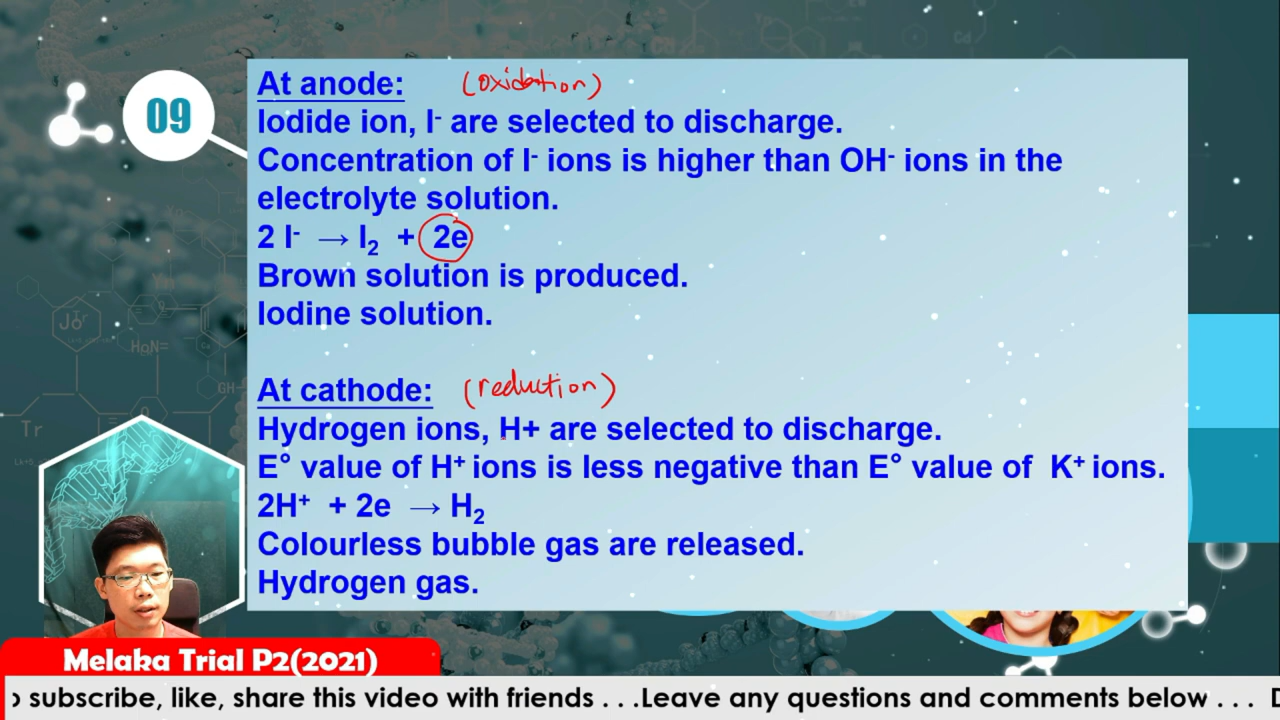 09
At anode: (oxidation)
Iodide ion, I⁻ are selected to discharge.
Concentration of I⁻ ions is higher than OH⁻ ions in the
electrolyte solution.
2 I⁻ → I₂ + 2e
Brown solution is produced.
Iodine solution.
At cathode: (reduction)
Hydrogen ions, H+ are selected to discharge.
E° value of H⁺ ions is less negative than E° value of K⁺ ions.
2H⁺ + 2e → H₂
Colourless bubble gas are released.
Hydrogen gas.
Tr
Melaka Trial P2(2021)
subscribe, like, share this video with friends . . .Leave any questions and comments below . . .